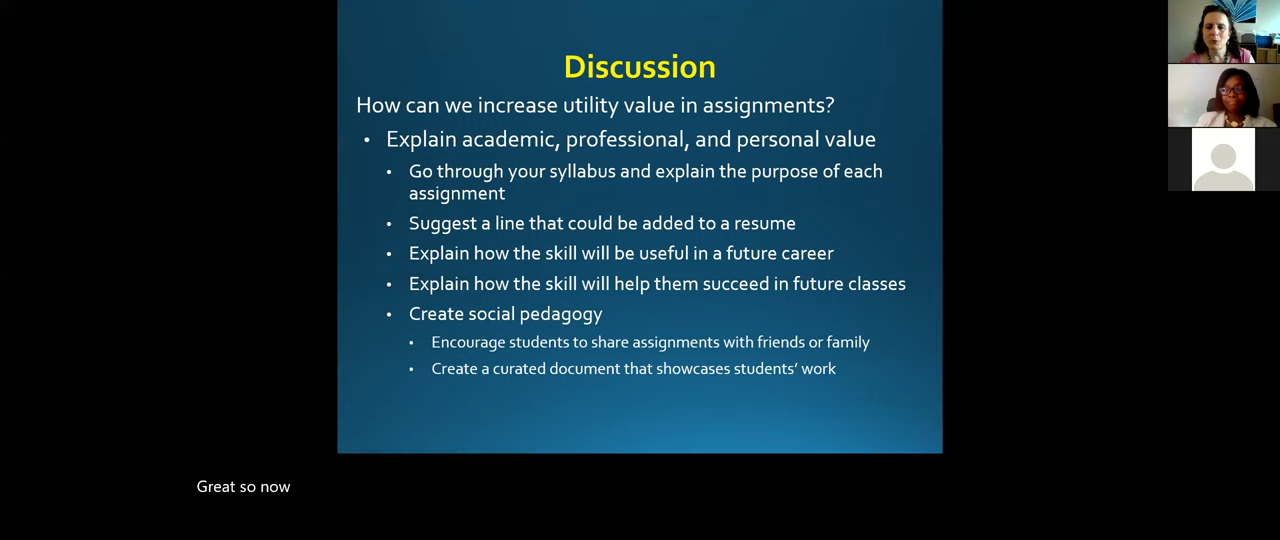 Discussion
How can we increase utility value in assignments?
• Explain academic, professional, and personal value
• Go through your syllabus and explain the purpose of each
assignment
• Suggest a line that could be added to a resume
• Explain how the skill will be useful in a future career
• Explain how the skill will help them succeed in future classes
• Create social pedagogy
• Encourage students to share assignments with friends or family
• Create a curated document that showcases students’ work
Great so now